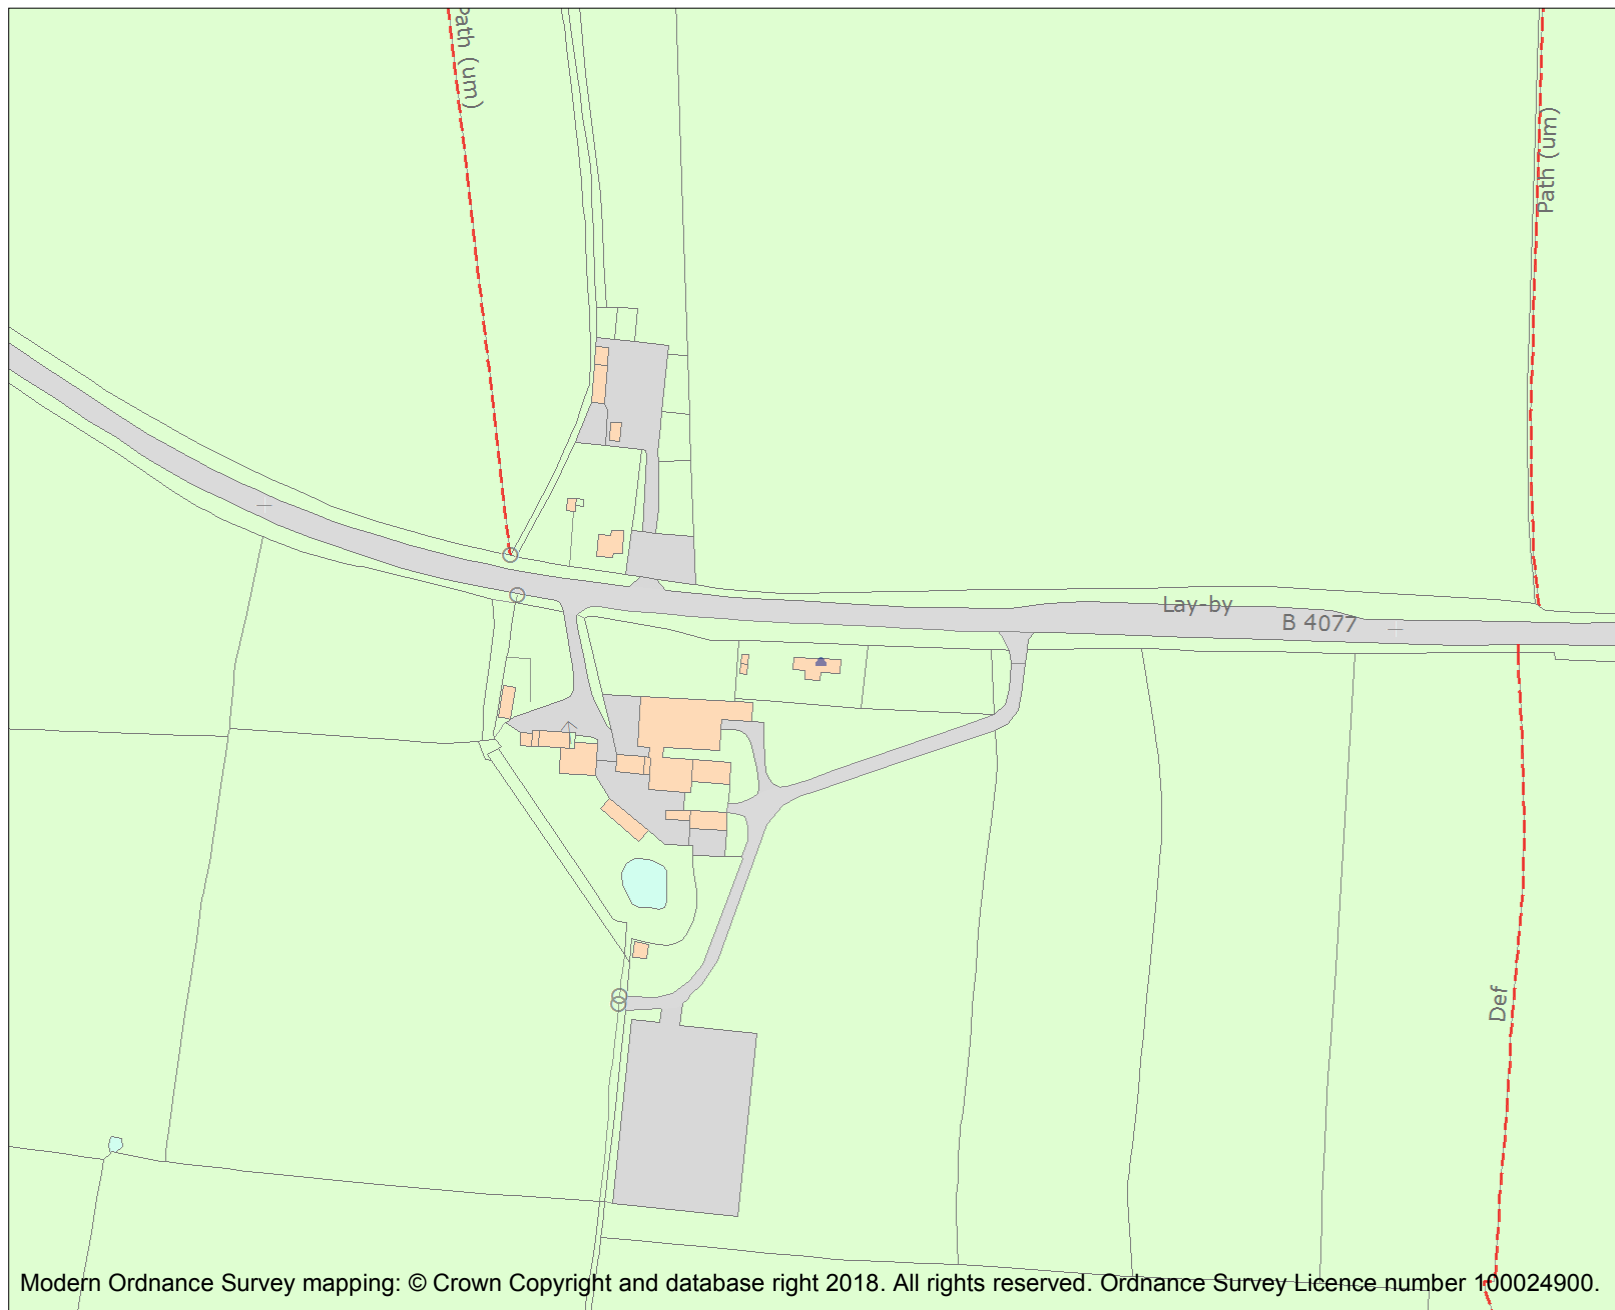 Path (um)
Path (um)
Lay-by
B 4077
Def
Modern Ordnance Survey mapping: © Crown Copyright and database right 2018. All rights reserved. Ordnance Survey Licence number 100024900.